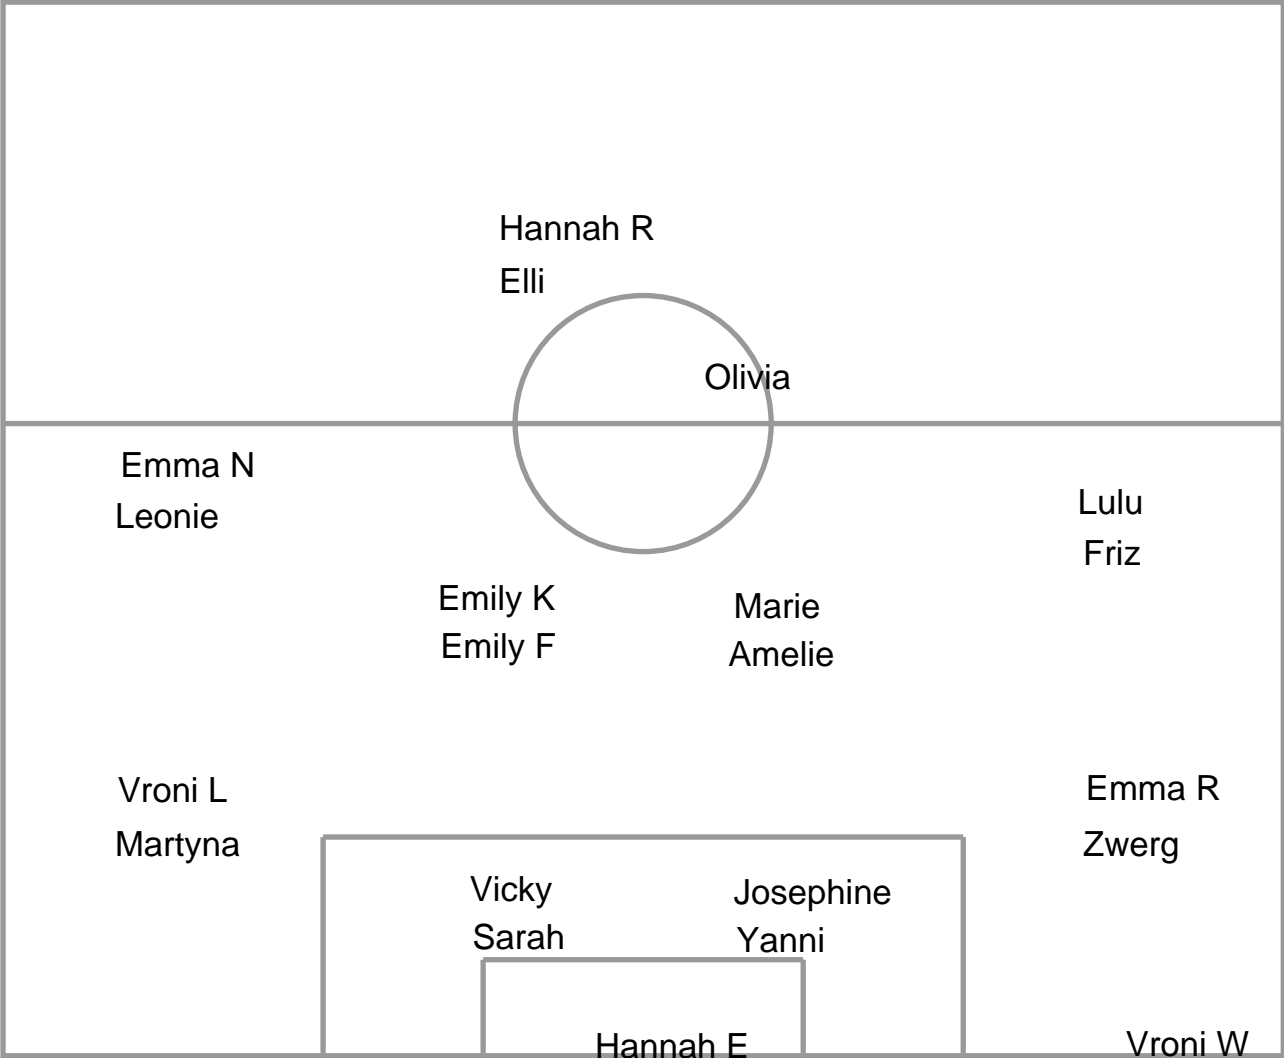 Hannah R
Elli
Olivia
Emma N
Leonie
Lulu
Friz
Emily K
Emily F
Marie
Amelie
Vroni L
Martyna
Emma R
Zwerg
Vicky
Sarah
Josephine
Yanni
Hannah E
Vroni W